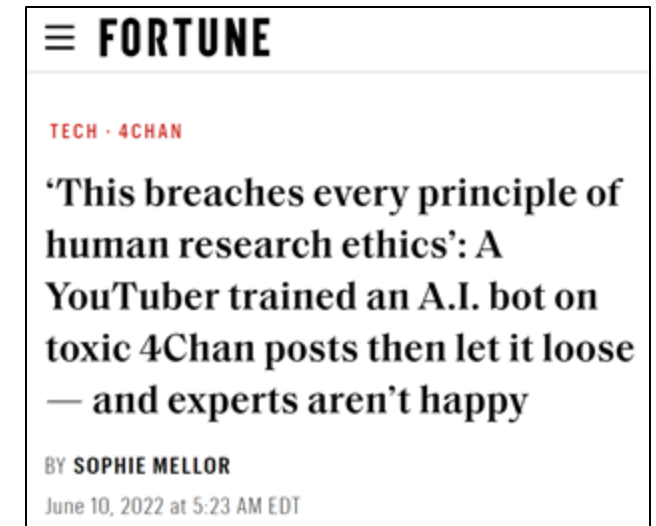 FORTUNE
TECH · 4CHAN
‘This breaches every principle of
human research ethics’: A
YouTuber trained an A.I. bot on
toxic 4Chan posts then let it loose
— and experts aren’t happy
BY SOPHIE MELLOR
June 10, 2022 at 5:23 AM EDT